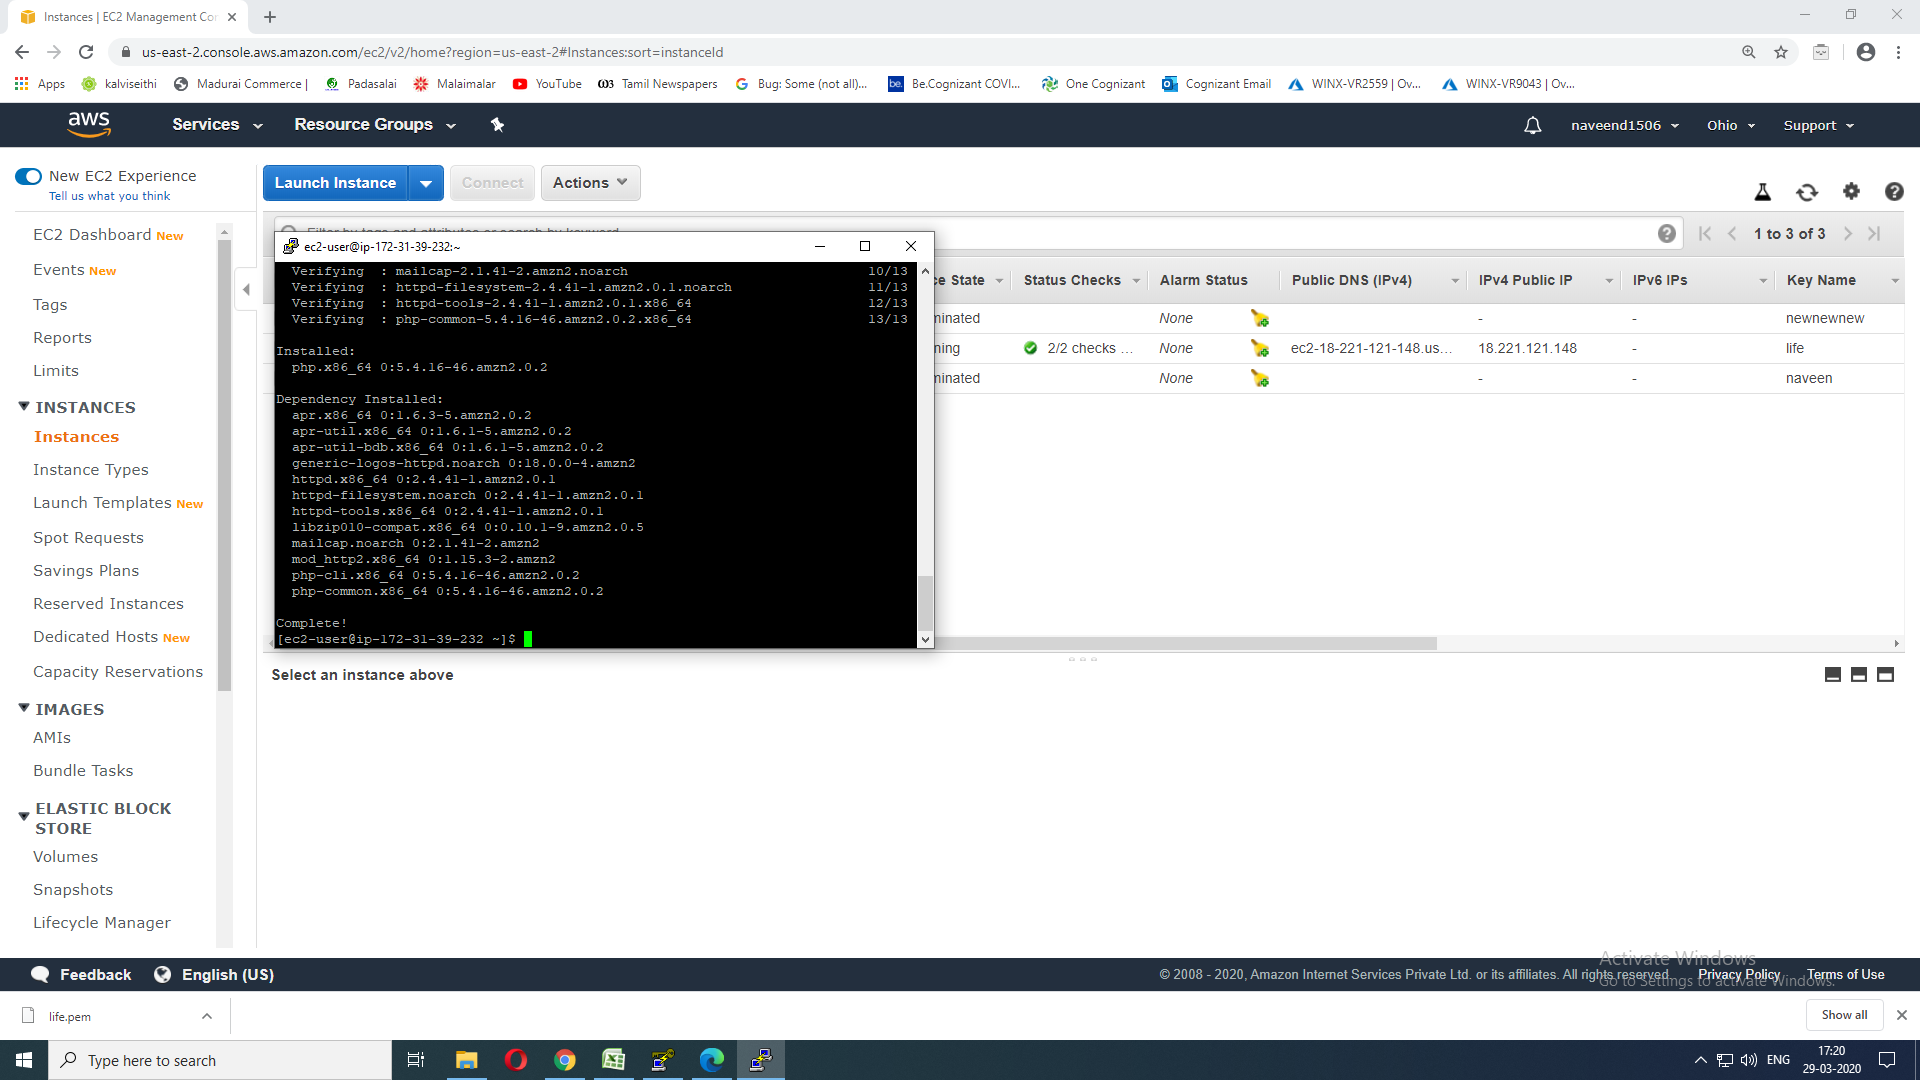 Instances | EC2 Management Con
us-east-2.console.aws.amazon.com/ec2/v2/home?region=us-east-2#Instances:sort=instanceId
Apps kalviseithi Madurai Commerce | Padasalai Malaimalar YouTube Tamil Newspapers Bug: Some (not all)... Be.Cognizant COVI... One Cognizant Cognizant Email WINX-VR2559 | Ov... WINX-VR9043 | Ov...
aws Services Resource Groups naveend1506 Ohio Support
New EC2 Experience
Tell us what you think
Launch Instance Connect Actions
1 to 3 of 3
EC2 Dashboard New
Events New
Tags
Reports
Limits
INSTANCES
Instances
Instance Types
Launch Templates New
Spot Requests
Savings Plans
Reserved Instances
Dedicated Hosts New
Capacity Reservations
IMAGES
AMIs
Bundle Tasks
ELASTIC BLOCK
STORE
Volumes
Snapshots
Lifecycle Manager
ce State Status Checks Alarm Status Public DNS (IPv4) IPv4 Public IP IPv6 IPs Key Name
minated None - - newnewnew
ning 2/2 checks ... None ec2-18-221-121-148.us... 18.221.121.148 - life
minated None - - naveen
ec2-user@ip-172-31-39-232:~
Verifying : mailcap-2.1.41-2.amzn2.noarch 10/13
Verifying : httpd-filesystem-2.4.41-1.amzn2.0.1.noarch 11/13
Verifying : httpd-tools-2.4.41-1.amzn2.0.1.x86_64 12/13
Verifying : php-common-5.4.16-46.amzn2.0.2.x86_64 13/13
Installed:
php.x86_64 0:5.4.16-46.amzn2.0.2
Dependency Installed:
apr.x86_64 0:1.6.3-5.amzn2.0.2
apr-util.x86_64 0:1.6.1-5.amzn2.0.2
apr-util-bdb.x86_64 0:1.6.1-5.amzn2.0.2
generic-logos-httpd.noarch 0:18.0.0-4.amzn2
httpd.x86_64 0:2.4.41-1.amzn2.0.1
httpd-filesystem.noarch 0:2.4.41-1.amzn2.0.1
httpd-tools.x86_64 0:2.4.41-1.amzn2.0.1
libzip010-compat.x86_64 0:0.10.1-9.amzn2.0.5
mailcap.noarch 0:2.1.41-2.amzn2
mod_http2.x86_64 0:1.15.3-2.amzn2
php-cli.x86_64 0:5.4.16-46.amzn2.0.2
php-common.x86_64 0:5.4.16-46.amzn2.0.2
Complete!
[ec2-user@ip-172-31-39-232 ~]$
Select an instance above
Activate Windows
Go to Settings to activate Windows.
Feedback English (US) © 2008 - 2020, Amazon Internet Services Private Ltd. or its affiliates. All rights reserved. Privacy Policy Terms of Use
life.pem Show all
Type here to search ENG 17:20
29-03-2020